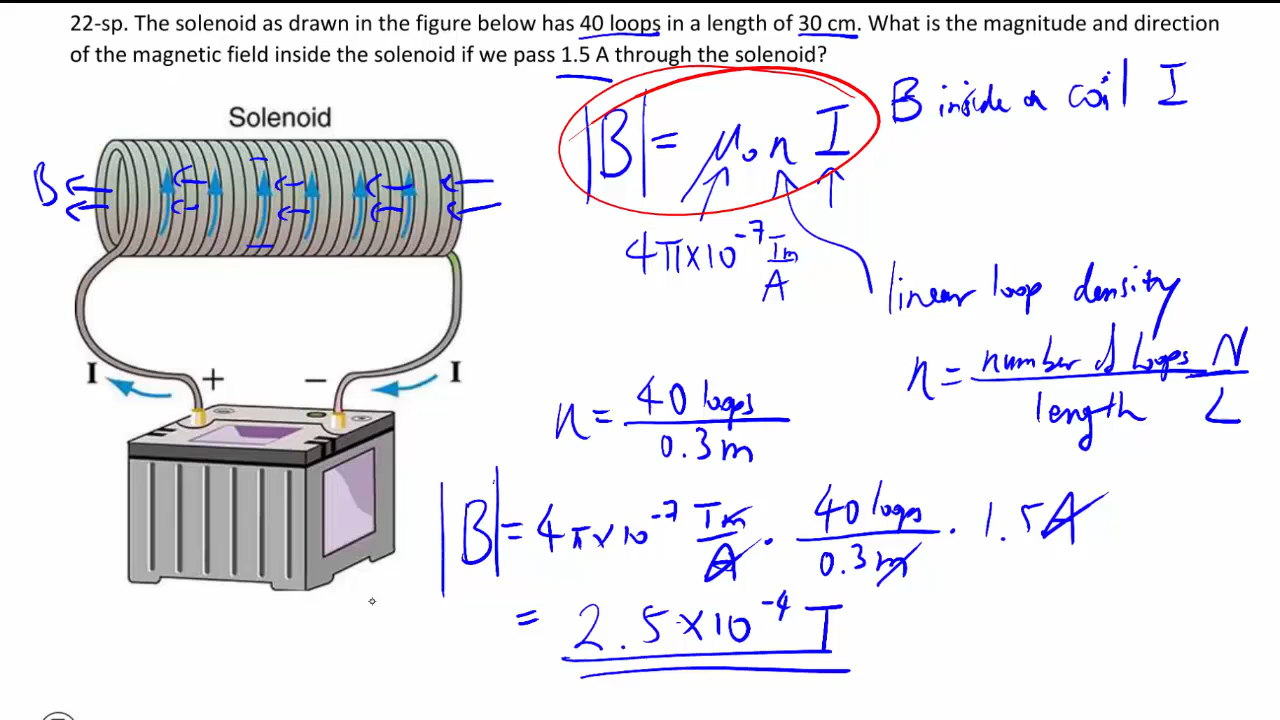 22-sp. The solenoid as drawn in the figure below has 40 loops in a length of 30 cm. What is the magnitude and direction
of the magnetic field inside the solenoid if we pass 1.5 A through the solenoid?
B inside a coil I
Solenoid
|B| = μ₀ n I
B
4π×10⁻⁷ Tm/A
linear loop density
n = number of loops / length N / L
I + − I
n = 40 loops / 0.3 m
|B| = 4π×10⁻⁷ Tm/A · 40 loops / 0.3 m · 1.5 A
= 2.5×10⁻⁴ T